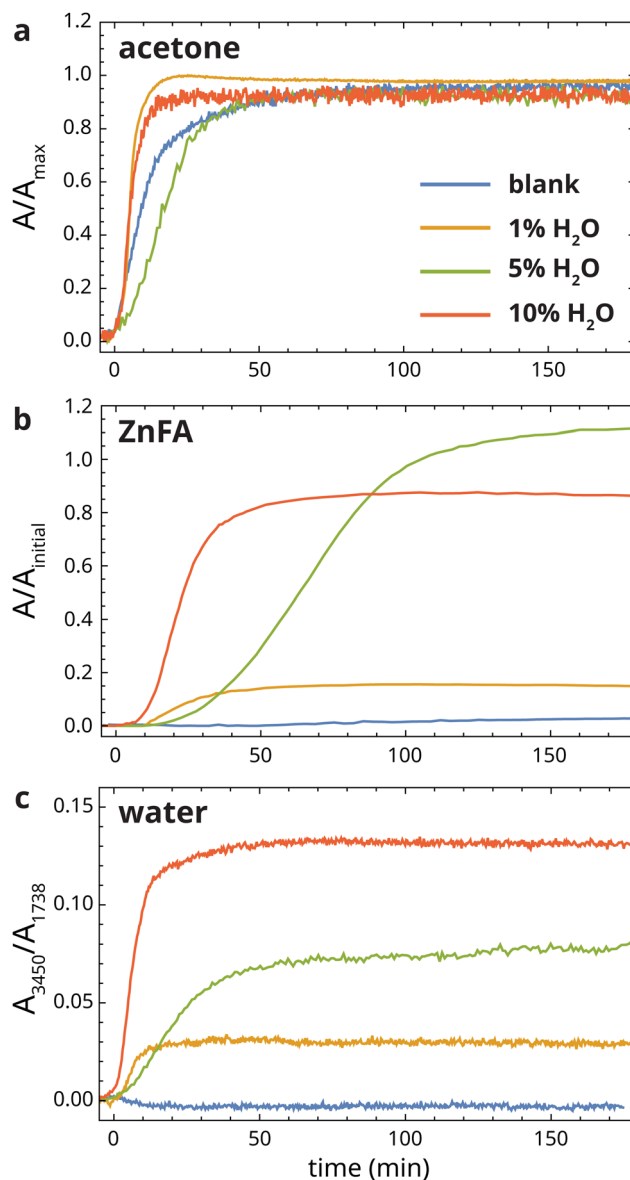 a
acetone
1.2
1.0
0.8
0.6
0.4
0.2
0.0
A/A_max
blank
1% H₂O
5% H₂O
10% H₂O
0 50 100 150
b
ZnFA
1.2
1.0
0.8
0.6
0.4
0.2
0.0
A/A_initial
0 50 100 150
c
water
0.15
0.10
0.05
0.00
A₃₄₅₀/A₁₇₃₈
0 50 100 150
time (min)